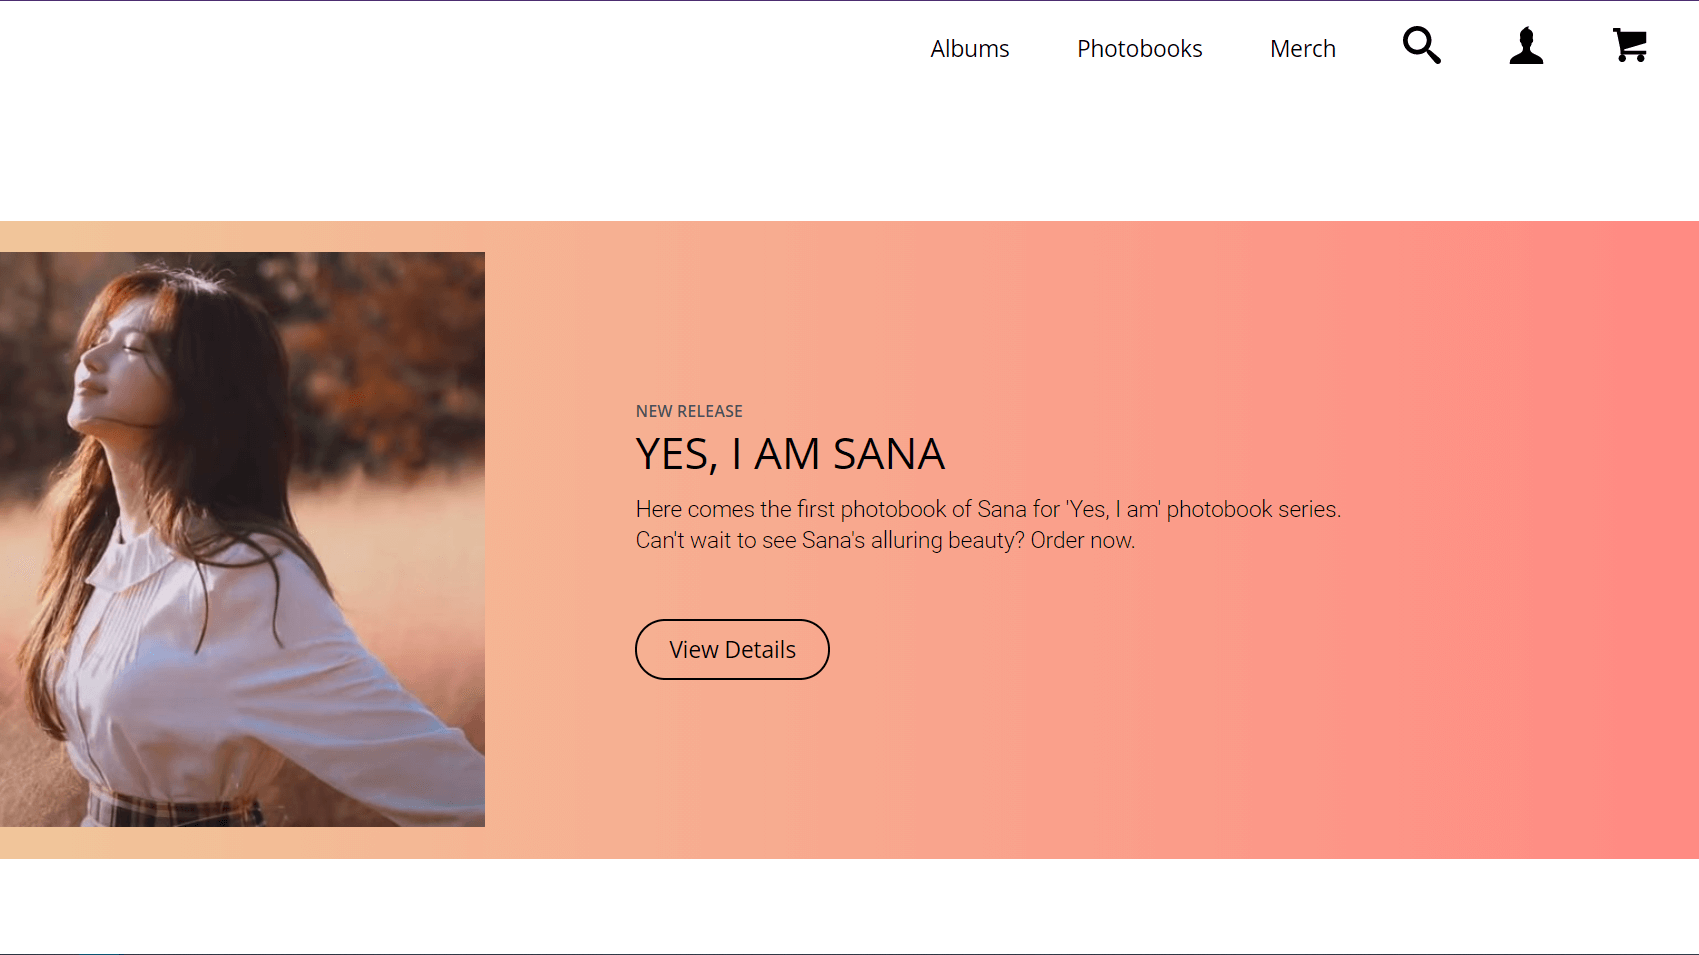 Albums Photobooks Merch
NEW RELEASE
YES, I AM SANA
Here comes the first photobook of Sana for 'Yes, I am' photobook series.
Can't wait to see Sana's alluring beauty? Order now.
View Details